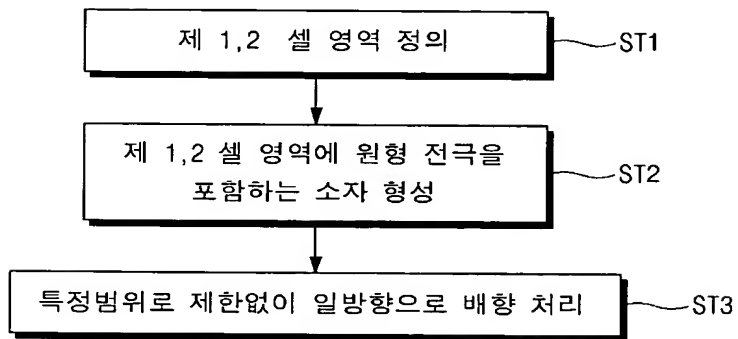 제 1,2 셀 영역 정의
ST1
제 1,2 셀 영역에 원형 전극을
포함하는 소자 형성
ST2
특정범위로 제한없이 일방향으로 배향 처리
ST3